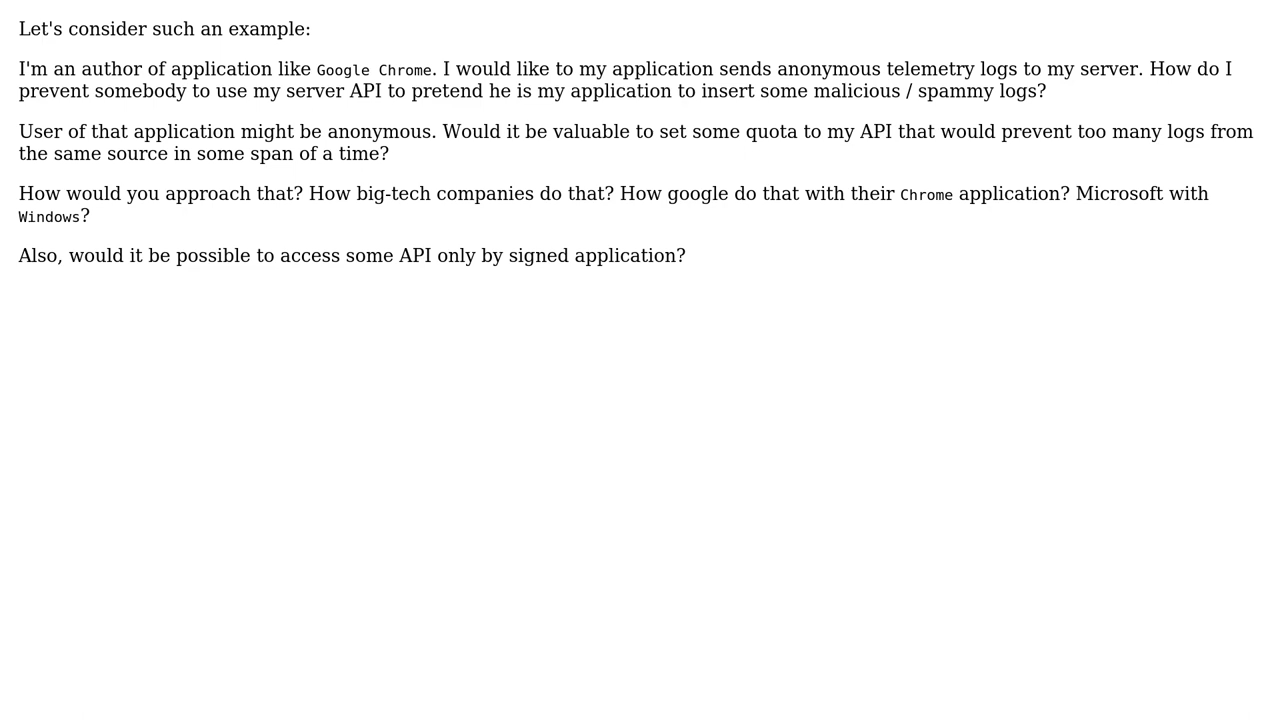 Let's consider such an example:
I'm an author of application like Google Chrome. I would like to my application sends anonymous telemetry logs to my server. How do I
prevent somebody to use my server API to pretend he is my application to insert some malicious / spammy logs?
User of that application might be anonymous. Would it be valuable to set some quota to my API that would prevent too many logs from
the same source in some span of a time?
How would you approach that? How big-tech companies do that? How google do that with their Chrome application? Microsoft with
Windows?
Also, would it be possible to access some API only by signed application?